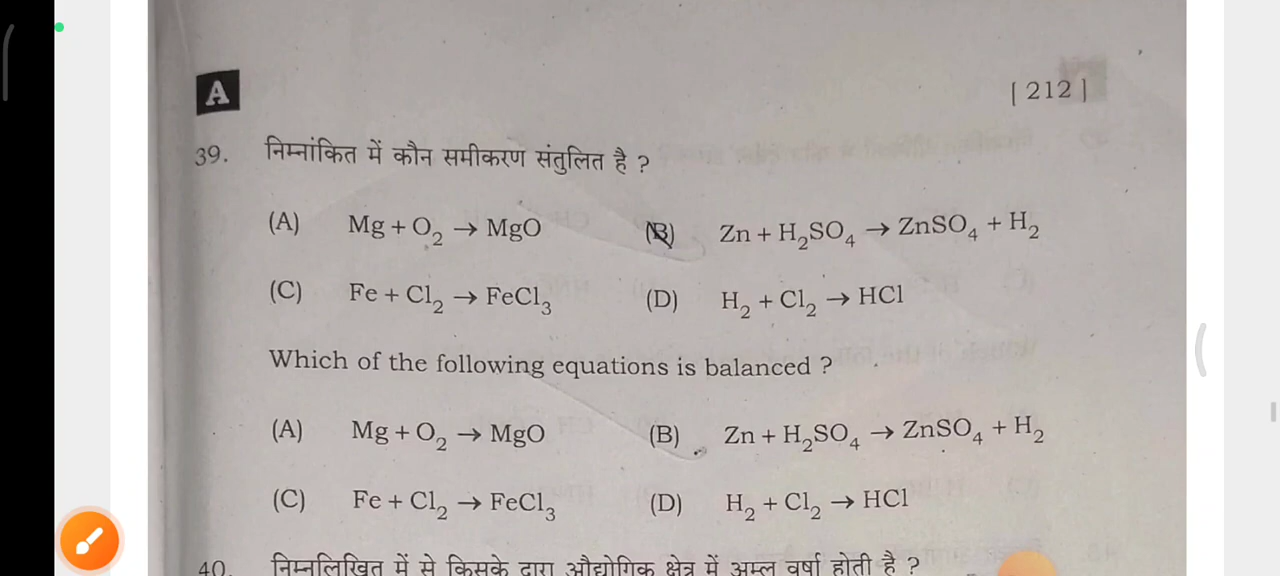 A
[ 212 ]
39. निम्नांकित में कौन समीकरण संतुलित है ?
(A) Mg + O₂ → MgO (B) Zn + H₂SO₄ → ZnSO₄ + H₂
(C) Fe + Cl₂ → FeCl₃ (D) H₂ + Cl₂ → HCl
Which of the following equations is balanced ?
(A) Mg + O₂ → MgO (B) Zn + H₂SO₄ → ZnSO₄ + H₂
(C) Fe + Cl₂ → FeCl₃ (D) H₂ + Cl₂ → HCl
40. निम्नलिखित में से किसके द्वारा औद्योगिक क्षेत्र में अम्ल वर्षा होती है ?